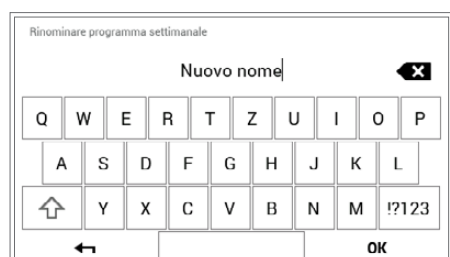 Rinominare programma settimanale
Nuovo nome
Q W E R T Z U I O P
A S D F G H J K L
Y X C V B N M !?123
OK